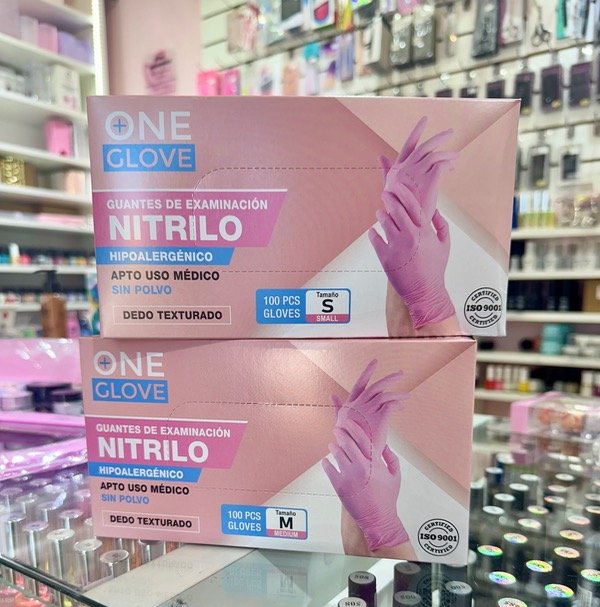 ONE
GLOVE
GUANTES DE EXAMINACIÓN
NITRILO
HIPOALERGÉNICO
APTO USO MÉDICO
SIN POLVO
DEDO TEXTURADO
100 PCS
GLOVES
Tamaño
S
SMALL
CERTIFIED
ISO 9001
CERTIFIED
ONE
GLOVE
GUANTES DE EXAMINACIÓN
NITRILO
HIPOALERGÉNICO
APTO USO MÉDICO
SIN POLVO
DEDO TEXTURADO
100 PCS
GLOVES
Tamaño
M
MEDIUM
CERTIFIED
ISO 9001
CERTIFIED